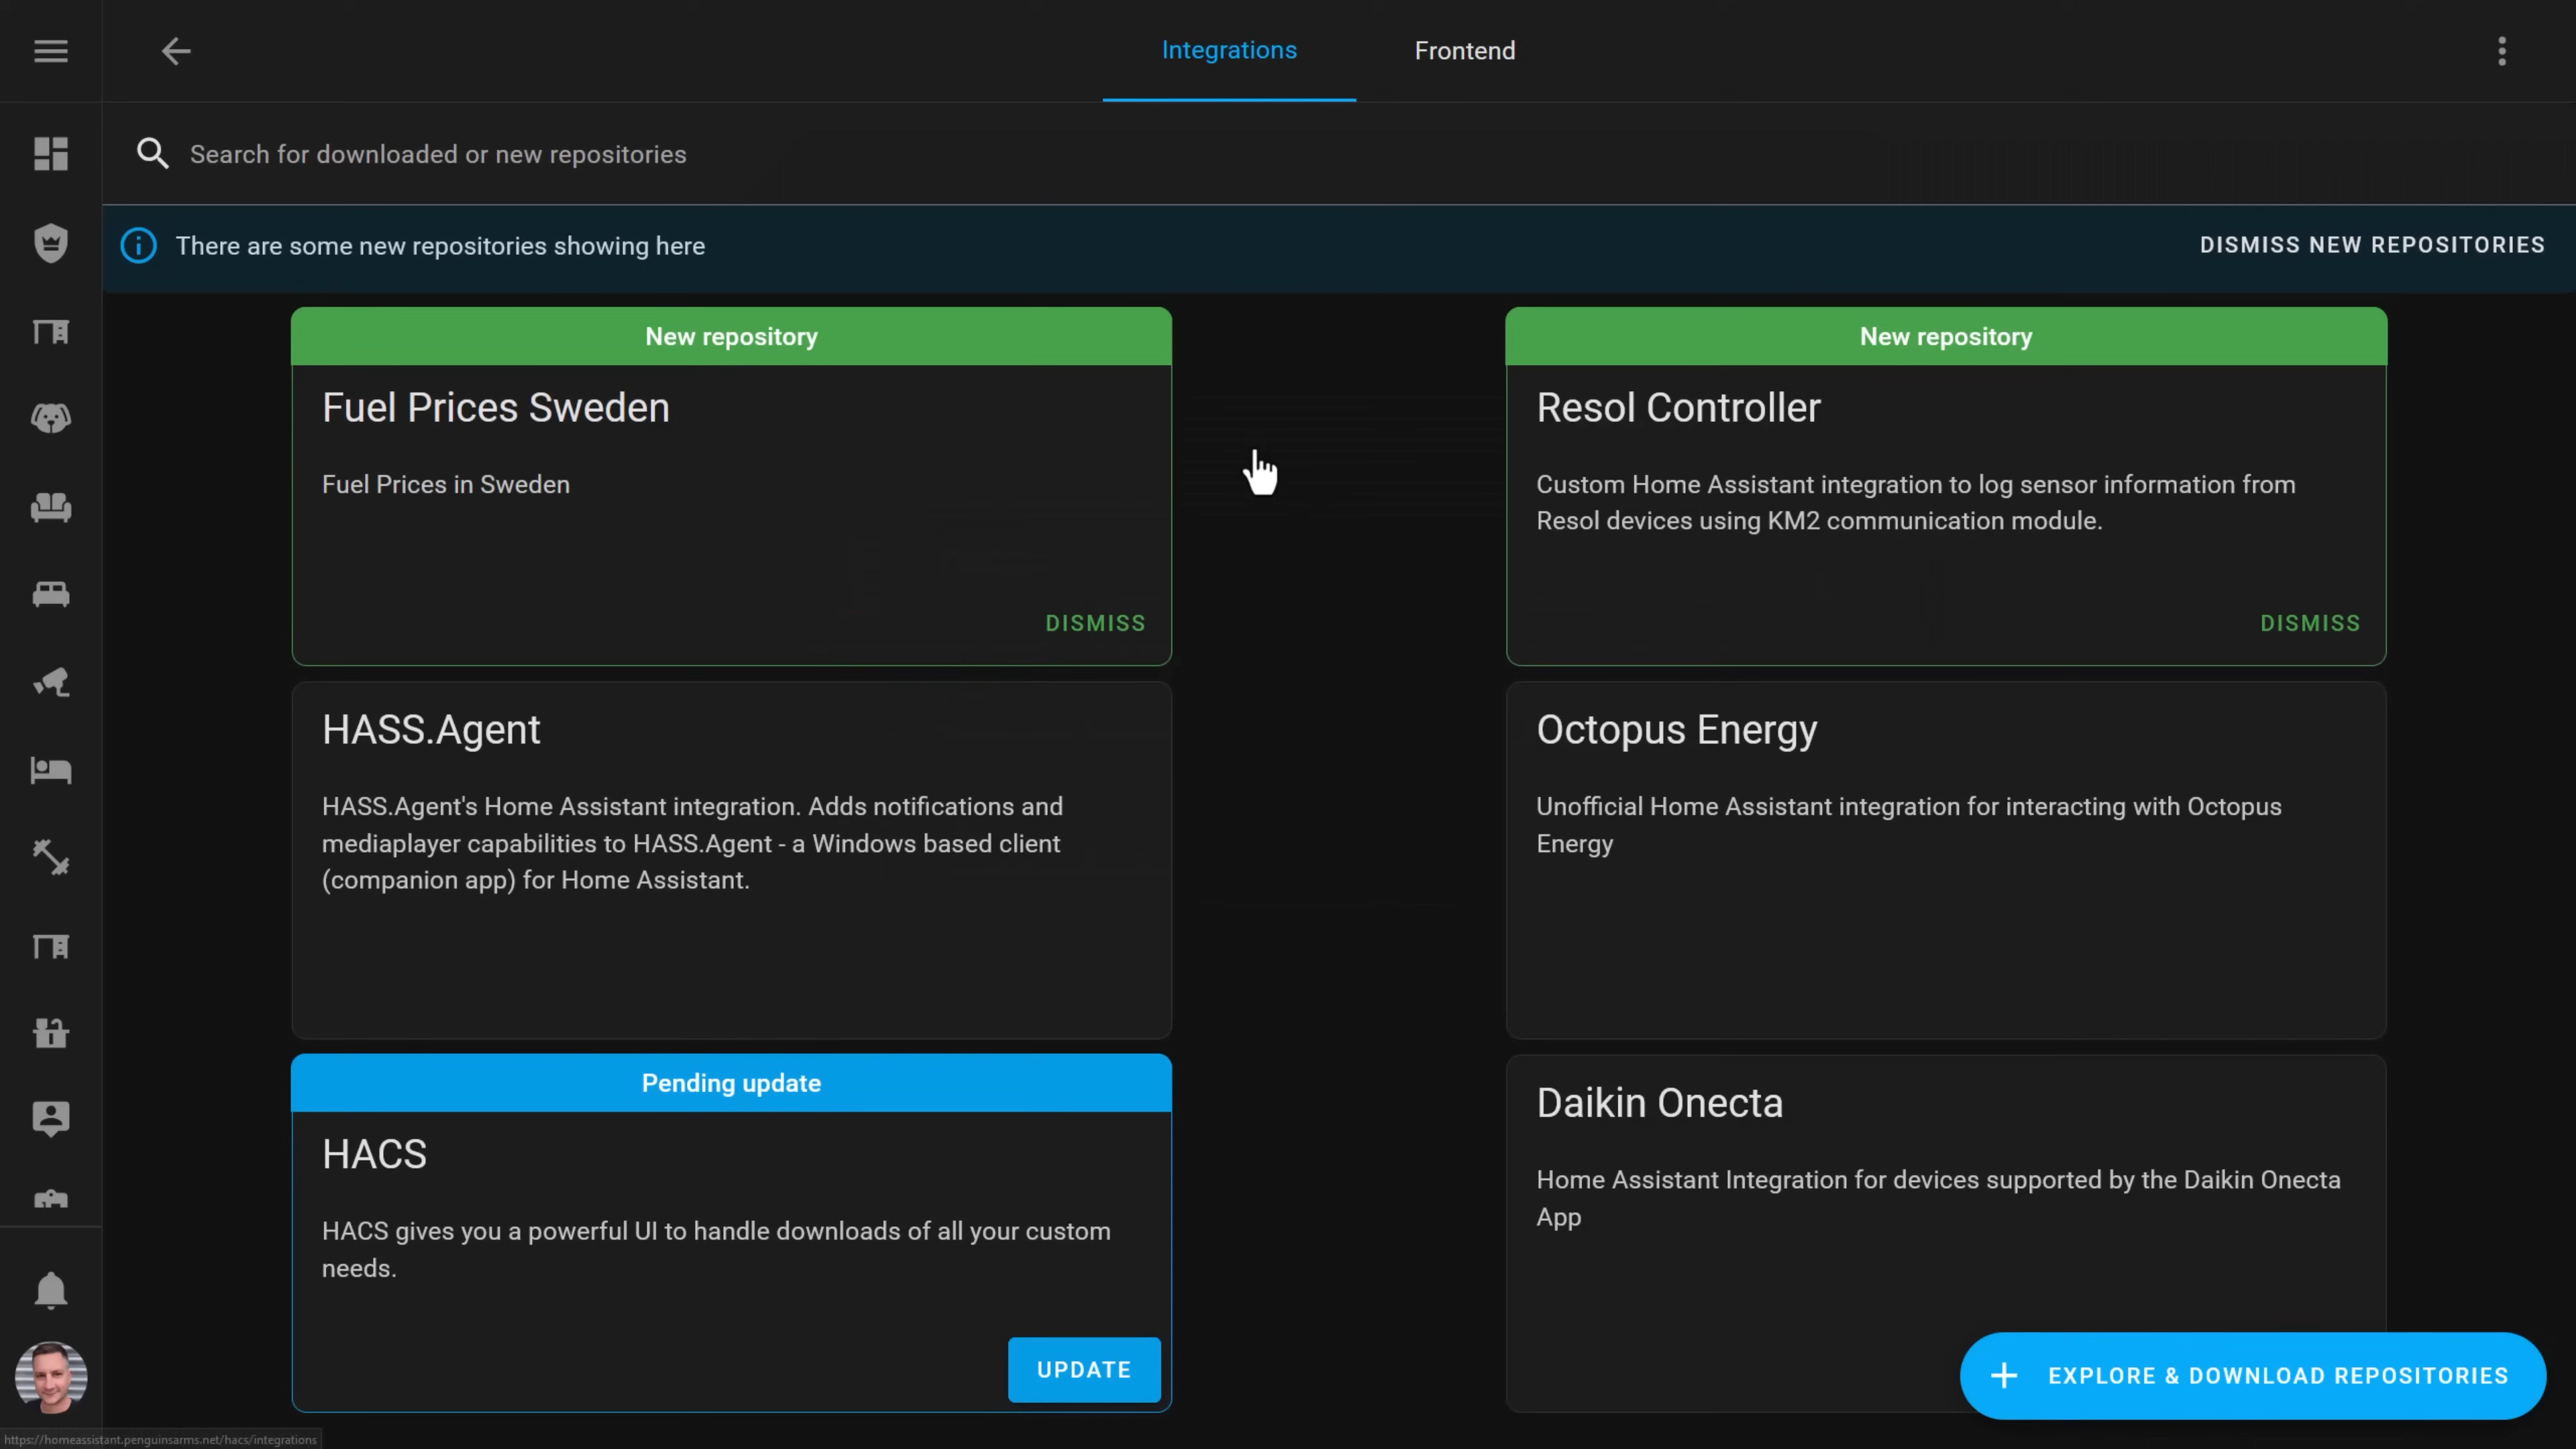 Integrations
Frontend
Search for downloaded or new repositories
There are some new repositories showing here
DISMISS NEW REPOSITORIES
New repository
Fuel Prices Sweden
Fuel Prices in Sweden
DISMISS
New repository
Resol Controller
Custom Home Assistant integration to log sensor information from
Resol devices using KM2 communication module.
DISMISS
HASS.Agent
HASS.Agent's Home Assistant integration. Adds notifications and
mediaplayer capabilities to HASS.Agent - a Windows based client
(companion app) for Home Assistant.
Octopus Energy
Unofficial Home Assistant integration for interacting with Octopus
Energy
Pending update
HACS
HACS gives you a powerful UI to handle downloads of all your custom
needs.
UPDATE
Daikin Onecta
Home Assistant Integration for devices supported by the Daikin Onecta
App
EXPLORE & DOWNLOAD REPOSITORIES
https://homeassistant.penguinsarms.net/hacs/integrations